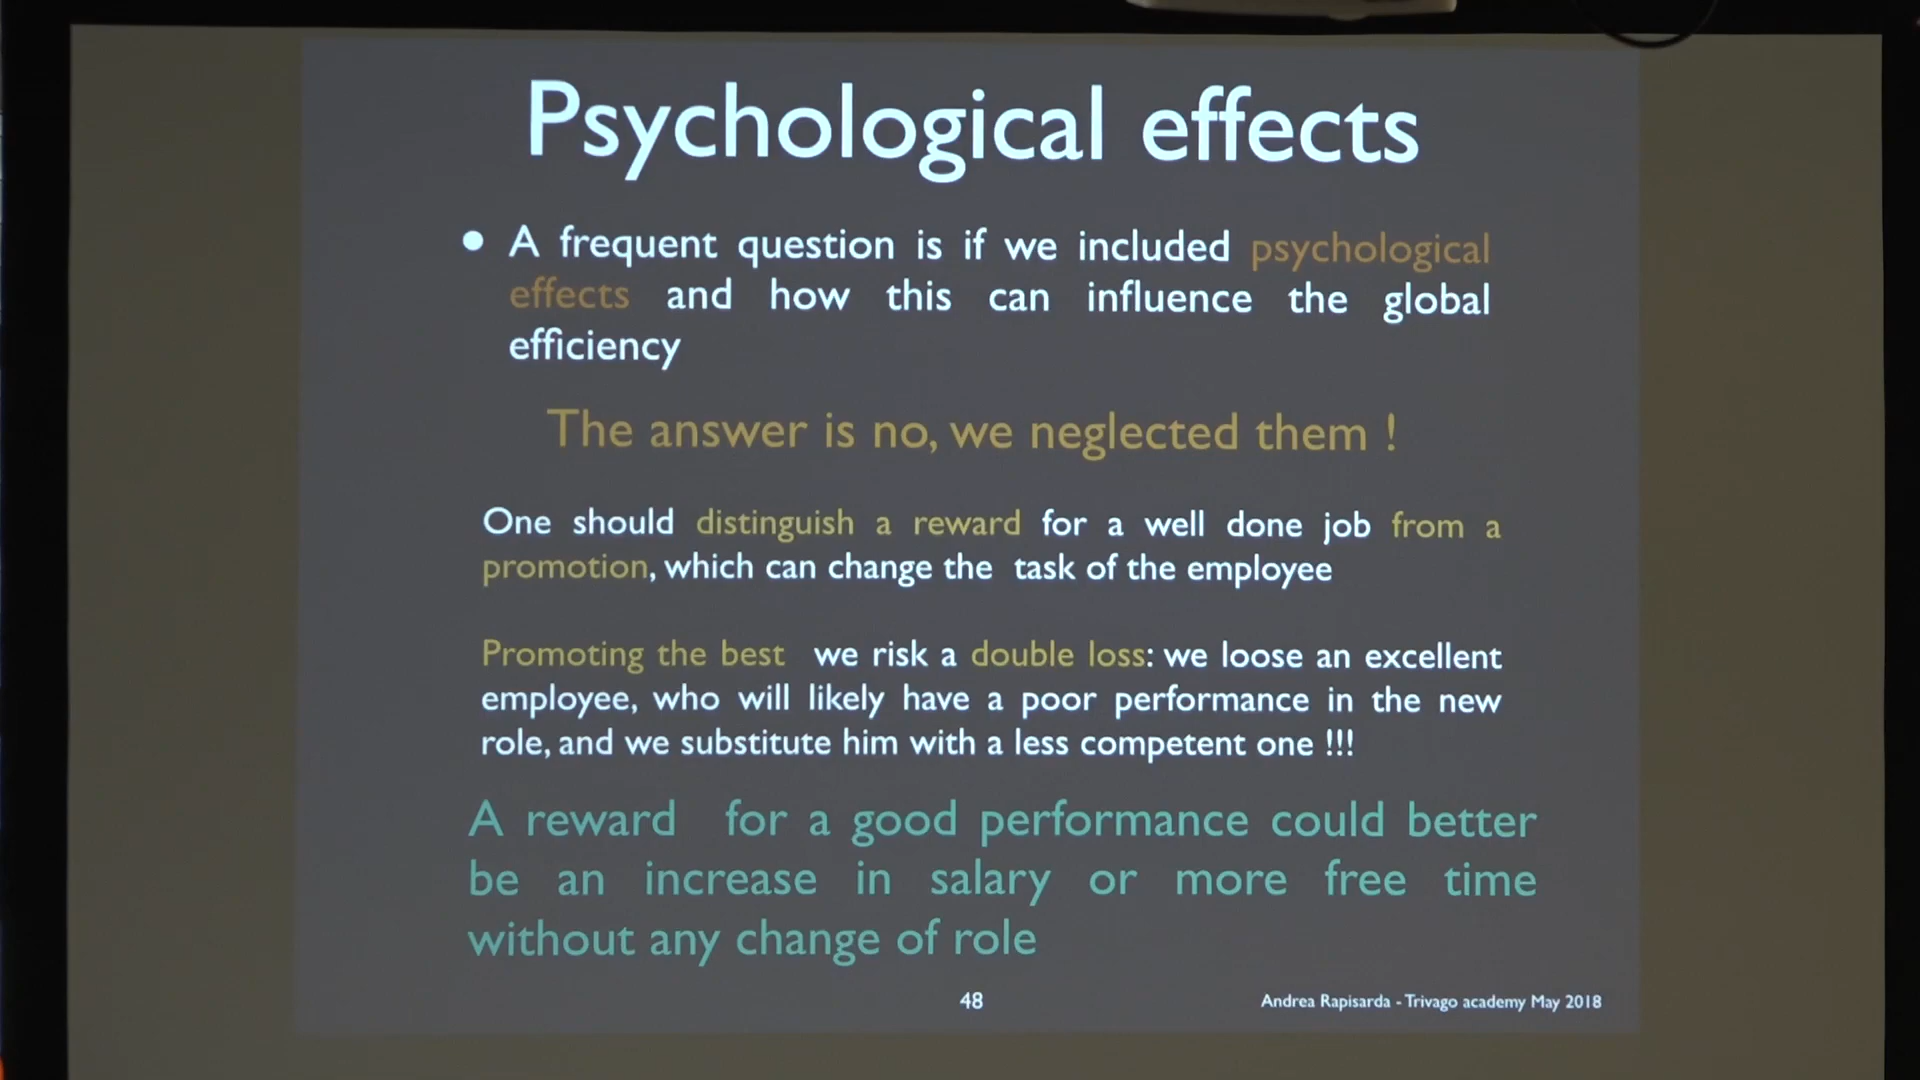 Psychological effects
• A frequent question is if we included psychological
effects and how this can influence the global
efficiency
The answer is no, we neglected them !
One should distinguish a reward for a well done job from a
promotion, which can change the task of the employee
Promoting the best we risk a double loss: we loose an excellent
employee, who will likely have a poor performance in the new
role, and we substitute him with a less competent one !!!
A reward for a good performance could better
be an increase in salary or more free time
without any change of role
48
Andrea Rapisarda - Trivago academy May 2018